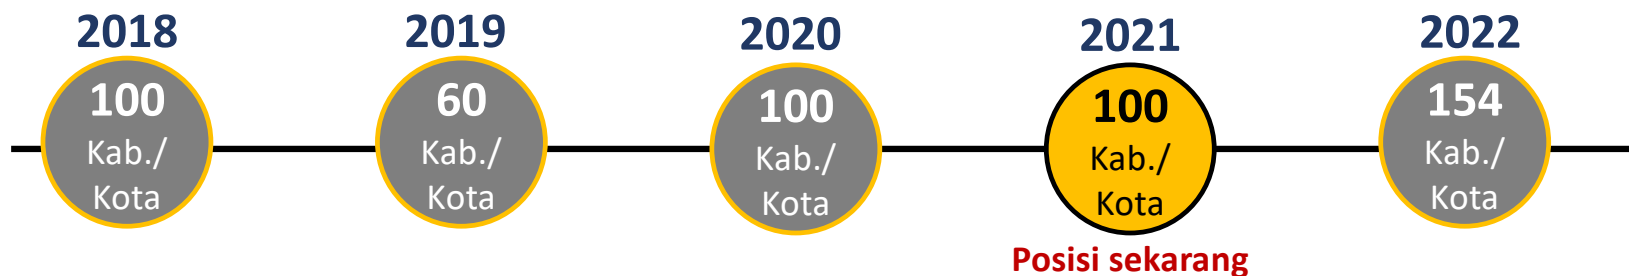 2018
100
Kab./
Kota
2019
60
Kab./
Kota
2020
100
Kab./
Kota
2021
100
Kab./
Kota
Posisi sekarang
2022
154
Kab./
Kota